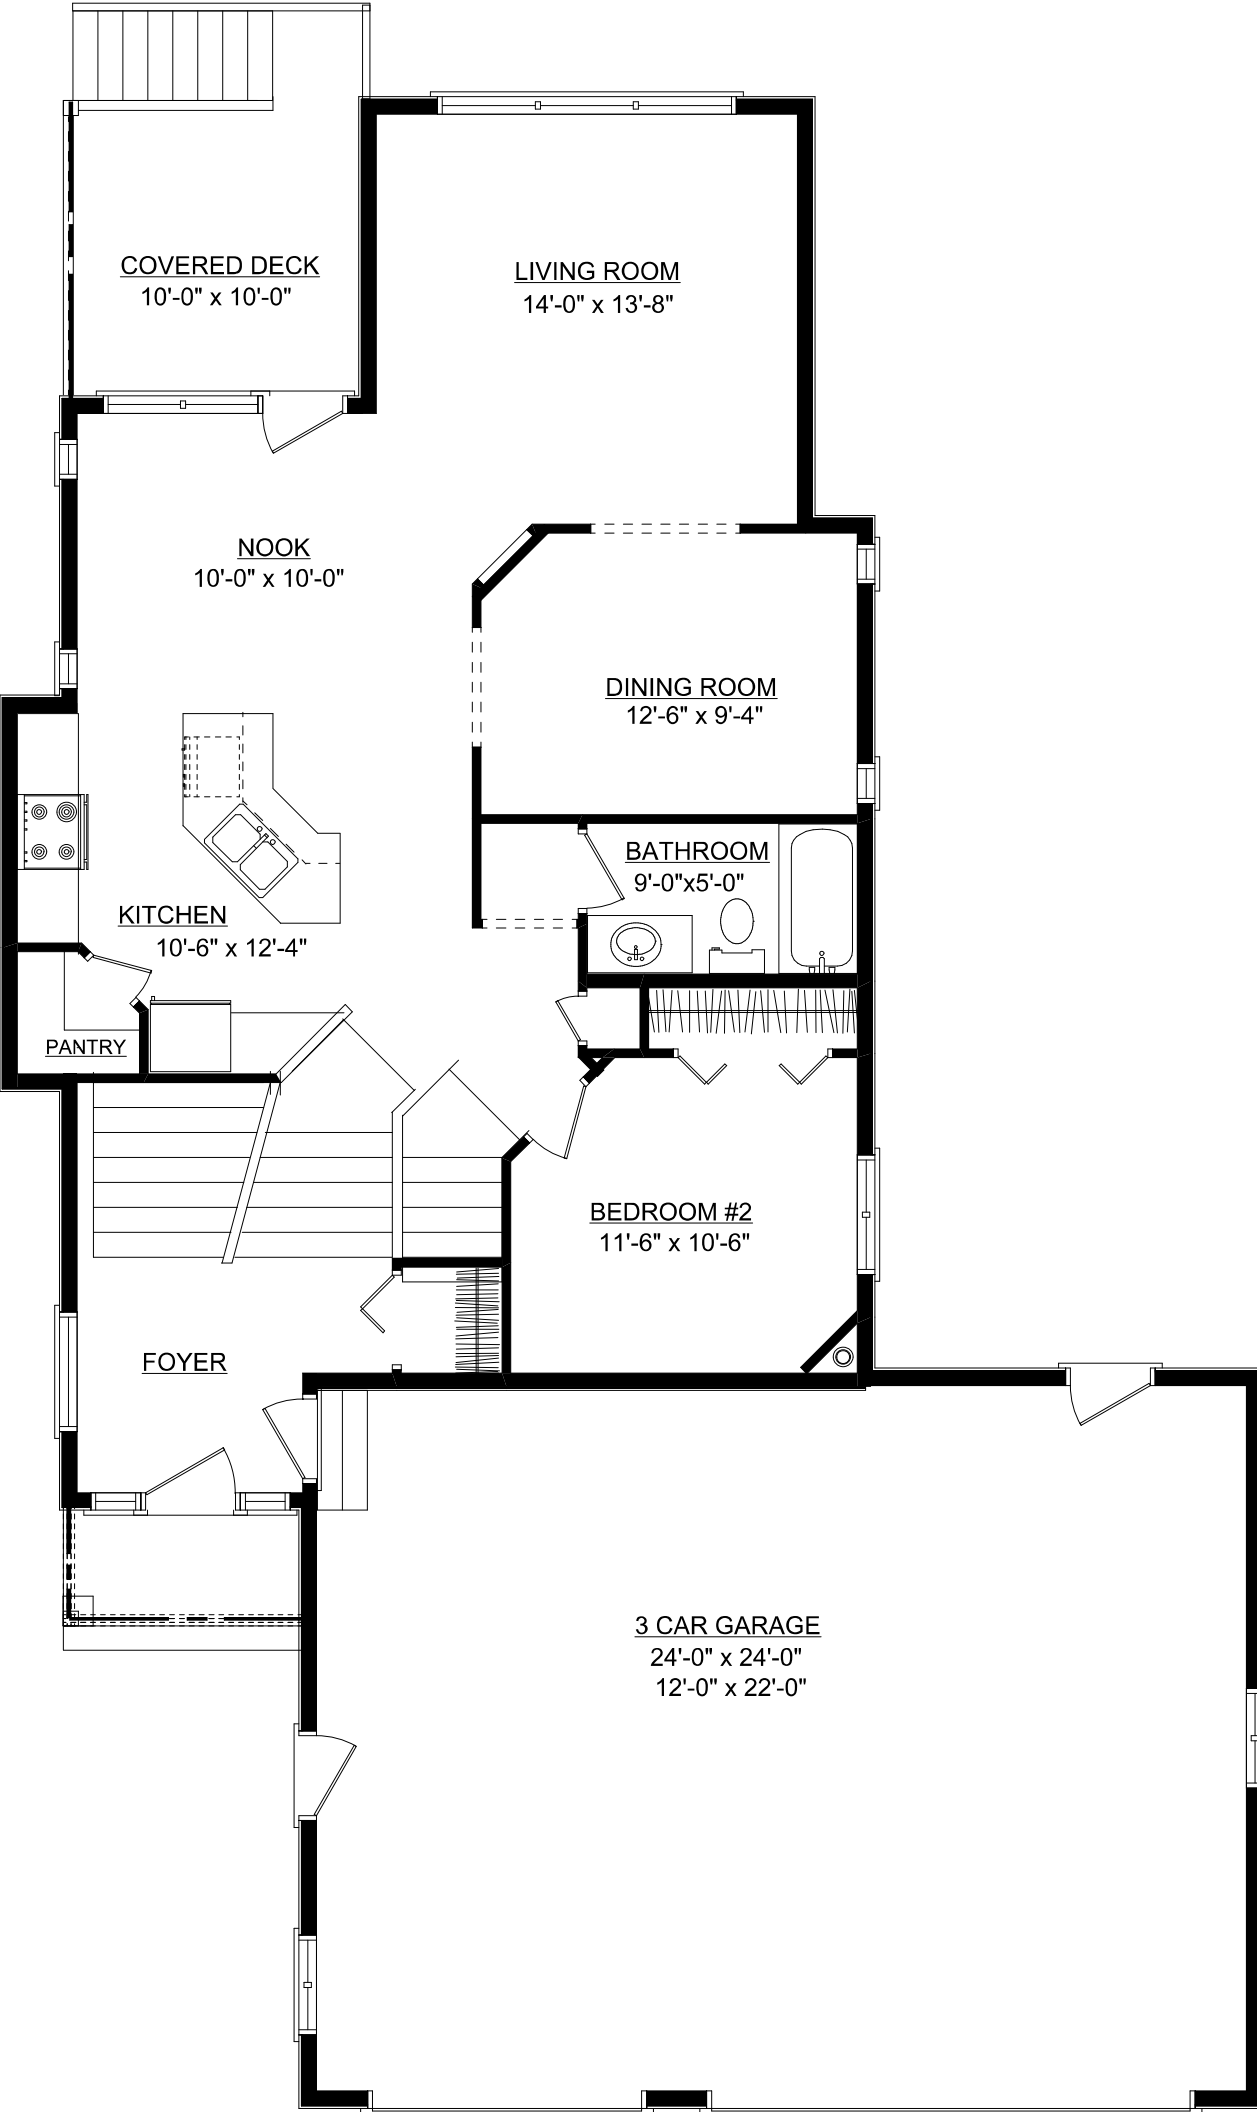 COVERED DECK
10'-0" x 10'-0"
LIVING ROOM
14'-0" x 13'-8"
NOOK
10'-0" x 10'-0"
DINING ROOM
12'-6" x 9'-4"
BATHROOM
9'-0"x5'-0"
KITCHEN
10'-6" x 12'-4"
PANTRY
BEDROOM #2
11'-6" x 10'-6"
FOYER
3 CAR GARAGE
24'-0" x 24'-0"
12'-0" x 22'-0"